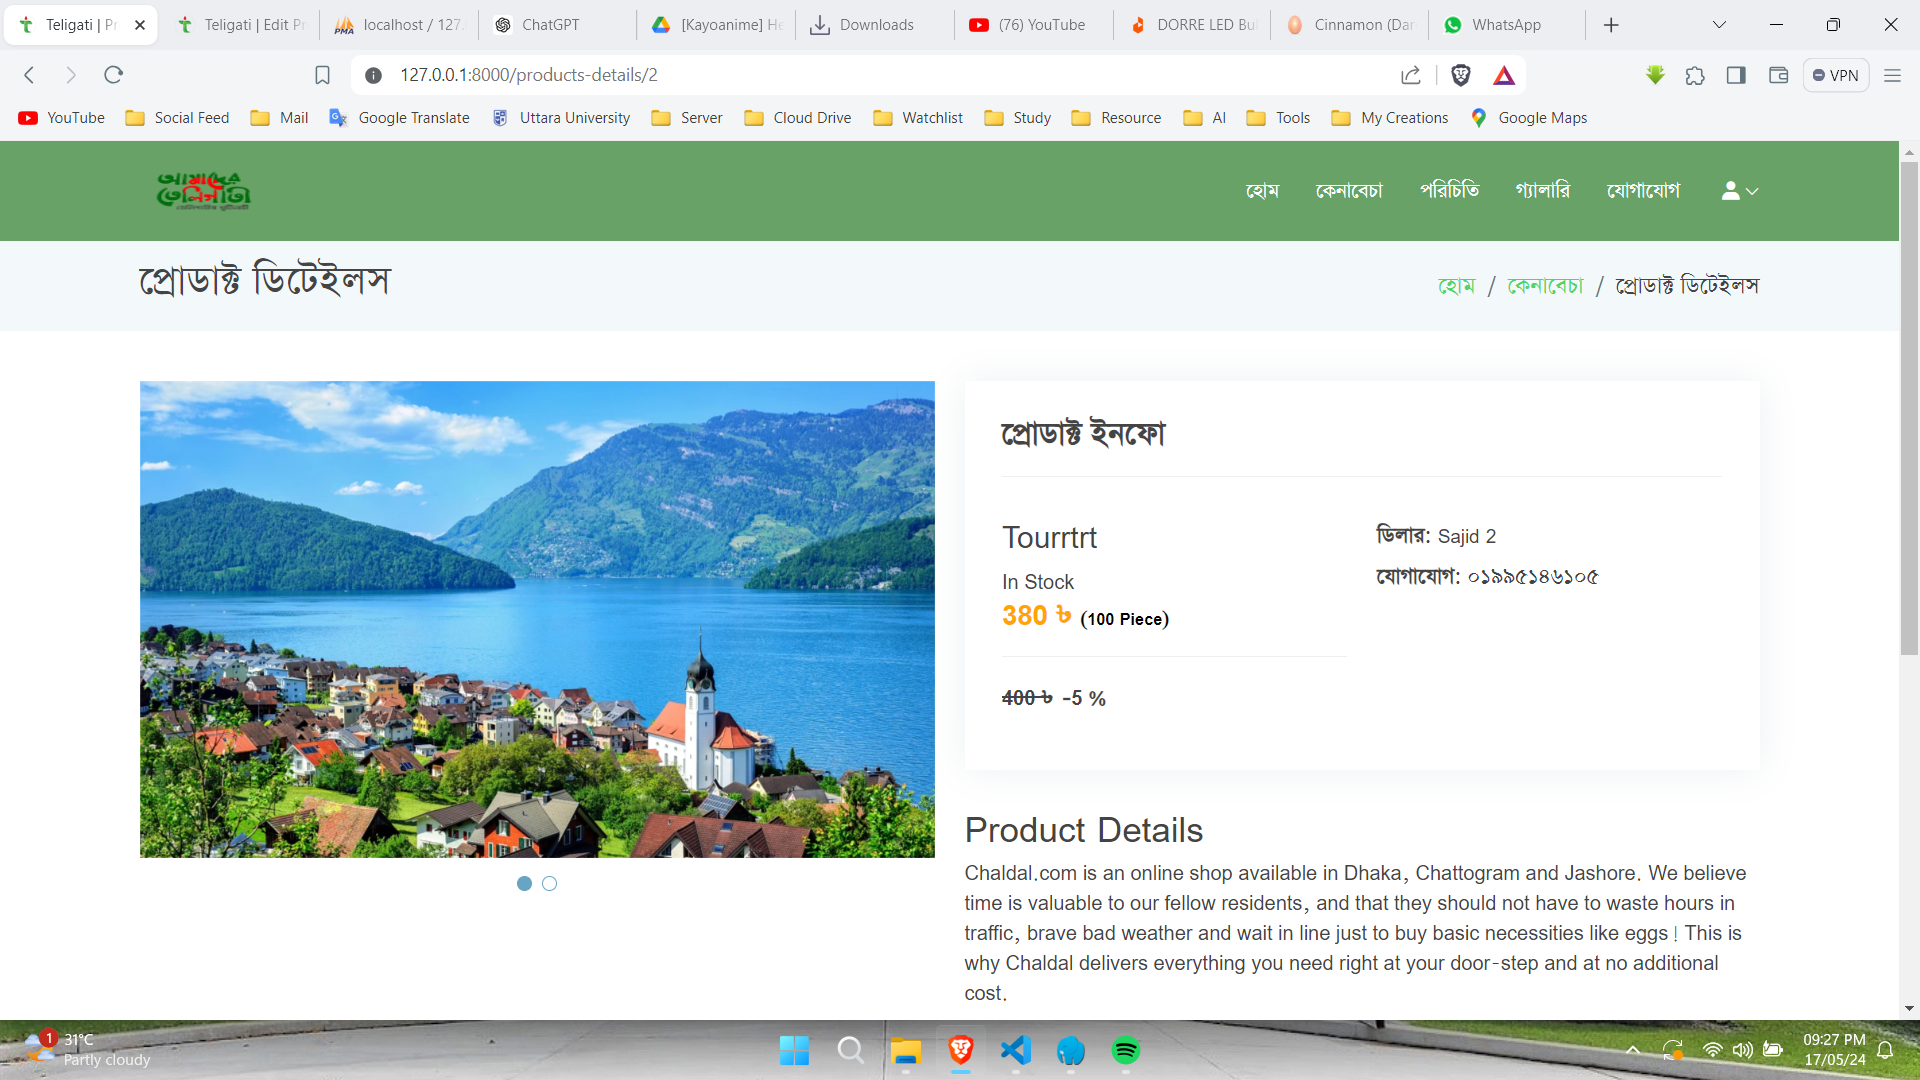 Teligati | Pr
Teligati | Edit Pr
localhost / 127.
ChatGPT
[Kayoanime] He
Downloads
(76) YouTube
DORRE LED Bul
Cinnamon (Dar
WhatsApp
127.0.0.1:8000/products-details/2
VPN
YouTube
Social Feed
Mail
Google Translate
Uttara University
Server
Cloud Drive
Watchlist
Study
Resource
AI
Tools
My Creations
Google Maps
আমাদের
তেলিগাতী
হোম
কেনাবেচা
পরিচিতি
গ্যালারি
যোগাযোগ
প্রোডাক্ট ডিটেইলস
হোম / কেনাবেচা / প্রোডাক্ট ডিটেইলস
প্রোডাক্ট ইনফো
Tourrtrt
In Stock
380 ৳ (100 Piece)
400 ৳ -5 %
ডিলার: Sajid 2
যোগাযোগ: ০১৯৯৫১৪৬১০৫
Product Details
Chaldal.com is an online shop available in Dhaka, Chattogram and Jashore. We believe
time is valuable to our fellow residents, and that they should not have to waste hours in
traffic, brave bad weather and wait in line just to buy basic necessities like eggs! This is
why Chaldal delivers everything you need right at your door-step and at no additional
cost.
1
31°C
Partly cloudy
09:27 PM
17/05/24